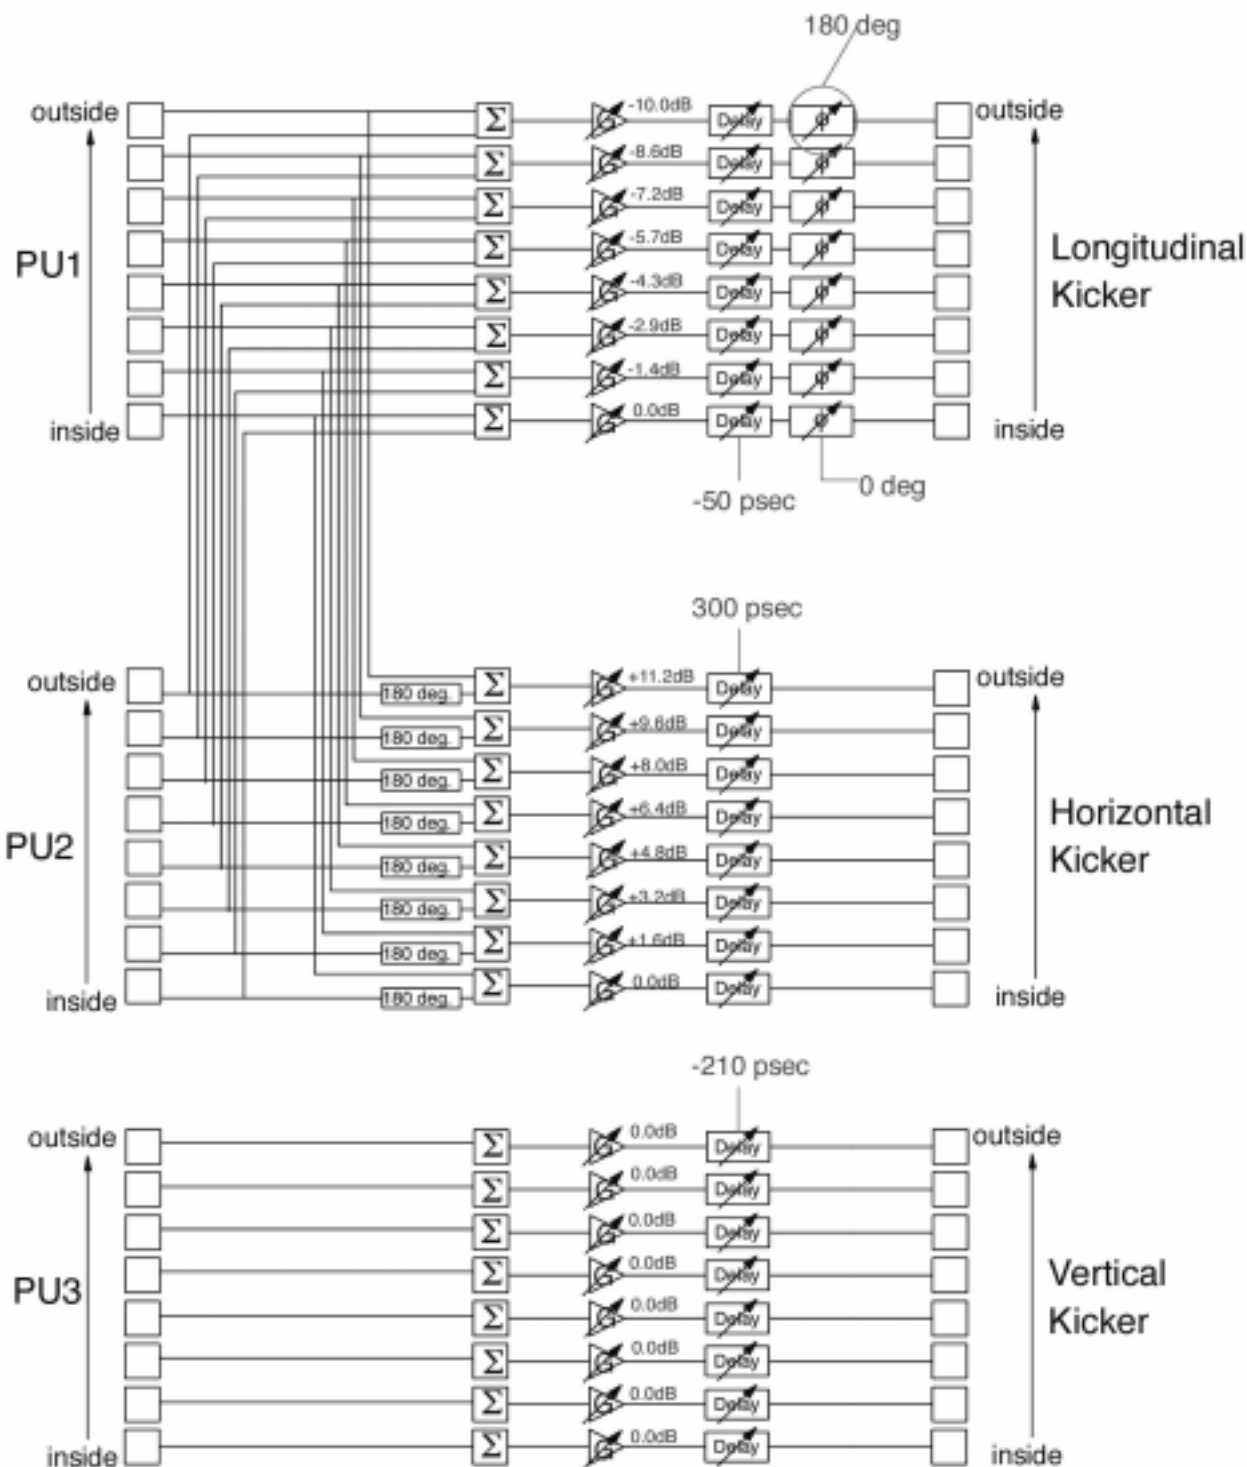 180 deg
outside Σ G -10.0dB Delay ϕ outside
Σ G -8.6dB Delay ϕ
Σ G -7.2dB Delay ϕ
PU1 Σ G -5.7dB Delay ϕ Longitudinal
Σ G -4.3dB Delay ϕ Kicker
Σ G -2.9dB Delay ϕ
Σ G -1.4dB Delay ϕ
inside Σ G 0.0dB Delay ϕ inside
-50 psec 0 deg
300 psec
outside 180 deg. Σ G +11.2dB Delay outside
180 deg. Σ G +9.6dB Delay
180 deg. Σ G +8.0dB Delay
PU2 180 deg. Σ G +6.4dB Delay Horizontal
180 deg. Σ G +4.8dB Delay Kicker
180 deg. Σ G +3.2dB Delay
180 deg. Σ G +1.6dB Delay
inside 180 deg. Σ G 0.0dB Delay inside
-210 psec
outside Σ G 0.0dB Delay outside
Σ G 0.0dB Delay
Σ G 0.0dB Delay
PU3 Σ G 0.0dB Delay Vertical
Σ G 0.0dB Delay Kicker
Σ G 0.0dB Delay
Σ G 0.0dB Delay
inside Σ G 0.0dB Delay inside